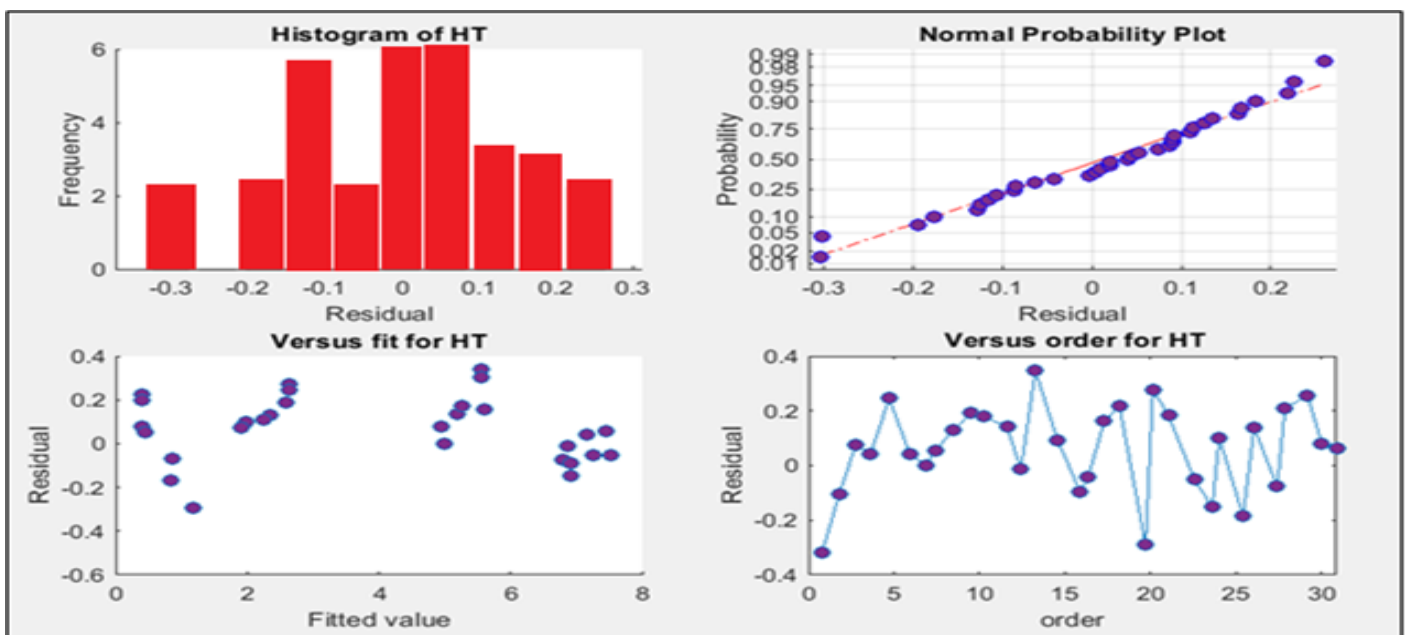 Histogram of HT
6
4
2
0
Frequency
-0.3 -0.2 -0.1 0 0.1 0.2 0.3
Residual
Normal Probability Plot
0.99
0.98
0.95
0.90
0.75
0.50
0.25
0.10
0.05
0.02
0.01
Probability
-0.3 -0.2 -0.1 0 0.1 0.2
Residual
Versus fit for HT
0.4
0.2
0
-0.2
-0.4
-0.6
Residual
0 2 4 6 8
Fitted value
Versus order for HT
0.4
0.2
0
-0.2
-0.4
Residual
0 5 10 15 20 25 30
order